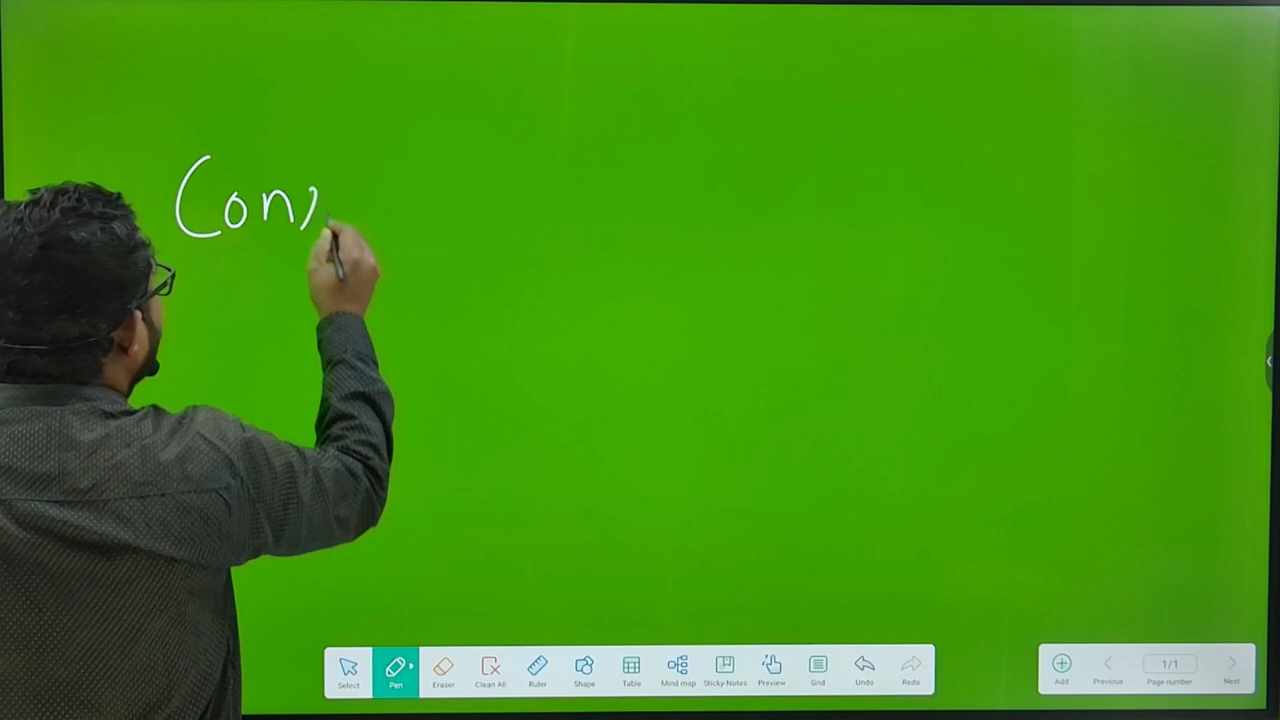 Con
Select Pen Eraser Clean All Ruler Shape Table Mind map Sticky-Notes Preview Grid Undo Redo Add Previous 1/1 Page number Next